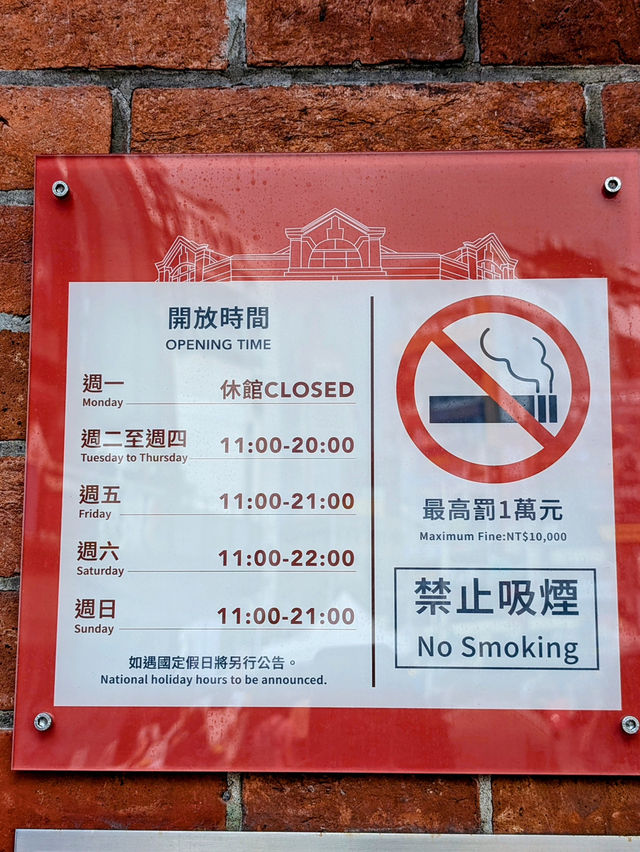 開放時間
OPENING TIME
週一 休館CLOSED
Monday
週二至週四 11:00-20:00
Tuesday to Thursday
週五 11:00-21:00
Friday
週六 11:00-22:00
Saturday
週日 11:00-21:00
Sunday
如遇國定假日將另行公告。
National holiday hours to be announced.
最高罰1萬元
Maximum Fine:NT$10,000
禁止吸煙
No Smoking